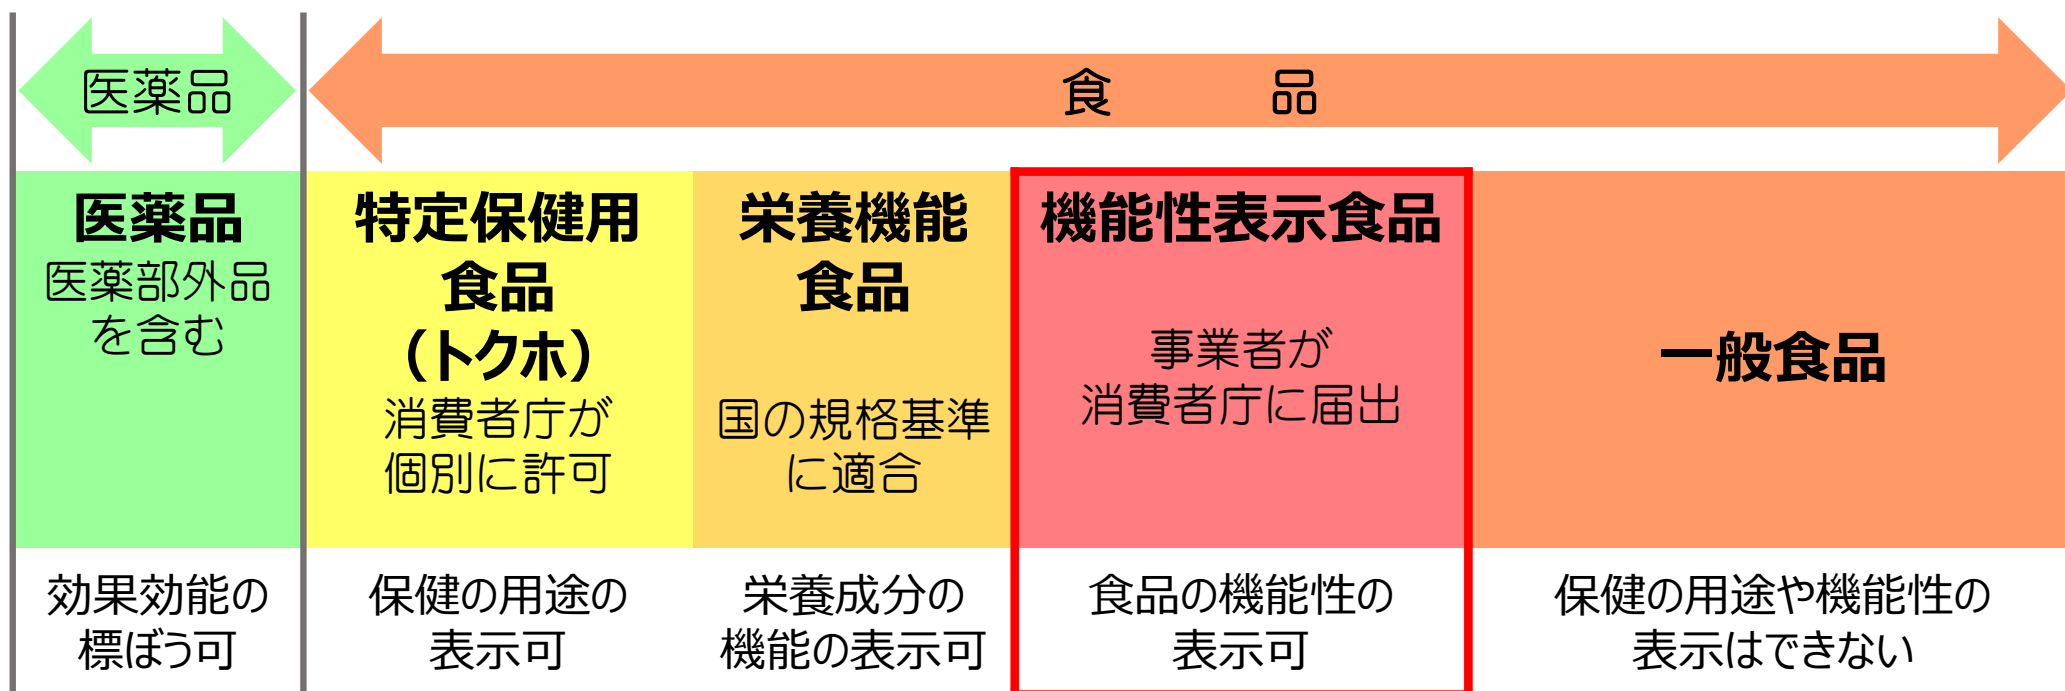 医薬品
食　品
医薬品
医薬部外品
を含む
特定保健用
食品
（トクホ）
消費者庁が
個別に許可
栄養機能
食品
国の規格基準
に適合
機能性表示食品
事業者が
消費者庁に届出
一般食品
効果効能の
標ぼう可
保健の用途の
表示可
栄養成分の
機能の表示可
食品の機能性の
表示可
保健の用途や機能性の
表示はできない